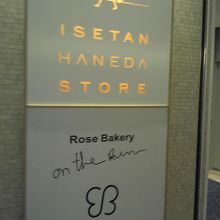 ISETAN
HANEDA
STORE
Rose Bakery
on the run